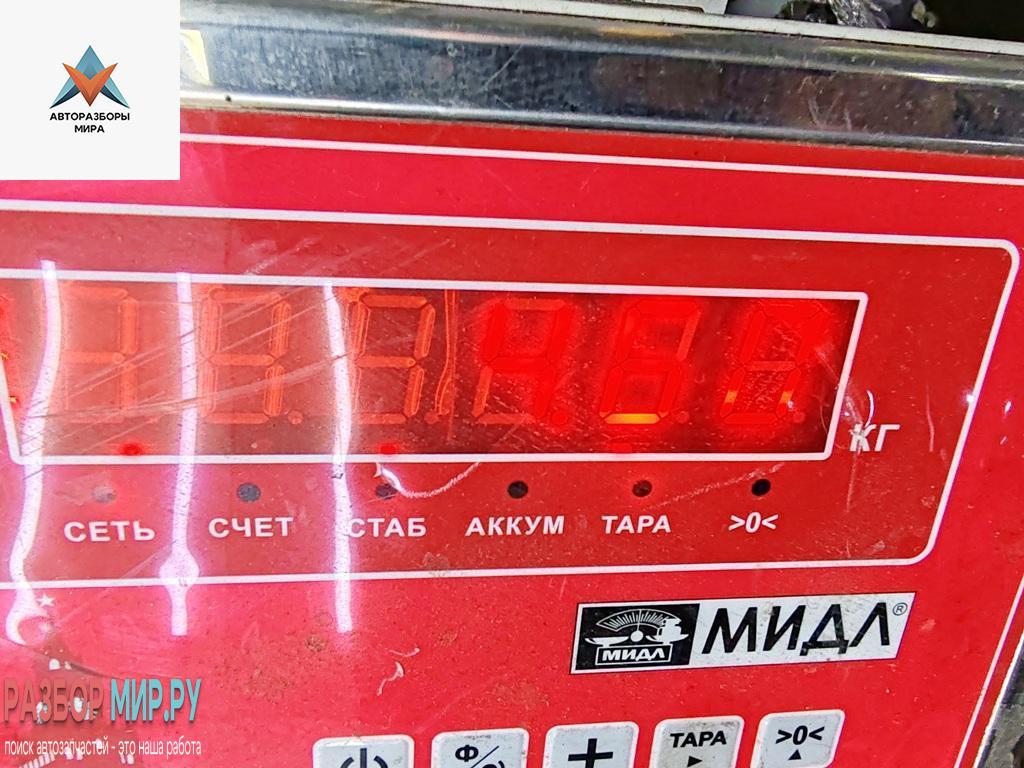 АВТОРАЗБОРЫ
МИРА
КГ
СЕТЬ СЧЕТ СТАБ АККУМ ТАРА >0<
МИДЛ МИДЛ®
РАЗБОР МИР.РУ
поиск автозапчастей - это наша работа
ТАРА >0<